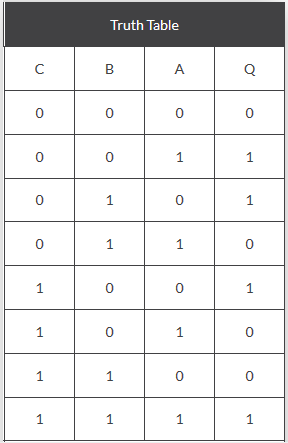 Truth Table
C B A Q
0 0 0 0
0 0 1 1
0 1 0 1
0 1 1 0
1 0 0 1
1 0 1 0
1 1 0 0
1 1 1 1